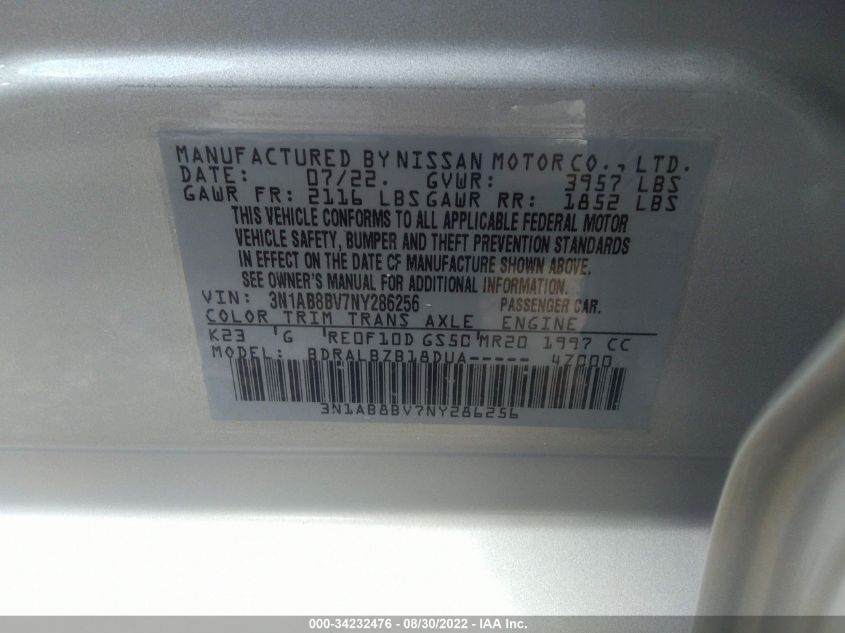 MANUFACTURED BY NISSAN MOTOR CO., LTD.
DATE: 07/22. GVWR: 3957 LBS
GAWR FR: 2116 LBS GAWR RR: 1852 LBS
THIS VEHICLE CONFORMS TO ALL APPLICABLE FEDERAL MOTOR
VEHICLE SAFETY, BUMPER AND THEFT PREVENTION STANDARDS
IN EFFECT ON THE DATE OF MANUFACTURE SHOWN ABOVE.
SEE OWNER'S MANUAL FOR ADDITIONAL INFORMATION.
VIN: 3N1AB8BV7NY286256 PASSENGER CAR.
COLOR TRIM TRANS AXLE ENGINE
K23 G RE0F10D GS50 MR20 1997 CC
MODEL: BDRALBZB18DUA----- 47000
3N1AB8BV7NY286256
000-34232476 - 08/30/2022 - IAA Inc.